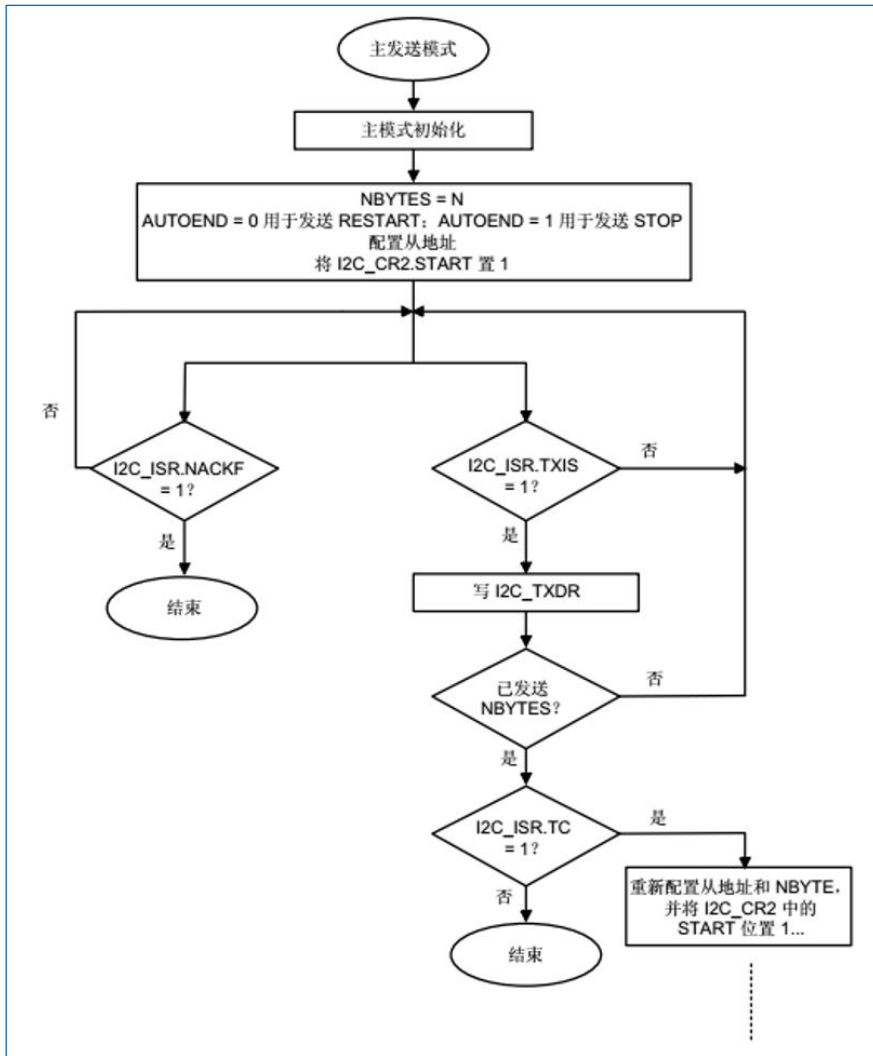 主发送模式
主模式初始化
NBYTES = N
AUTOEND = 0 用于发送 RESTART；AUTOEND = 1 用于发送 STOP
配置从地址
将 I2C_CR2.START 置 1
否
I2C_ISR.NACKF
= 1？
是
结束
I2C_ISR.TXIS
= 1？
否
是
写 I2C_TXDR
已发送
NBYTES？
否
是
I2C_ISR.TC
= 1？
是
否
结束
重新配置从地址和 NBYTE，
并将 I2C_CR2 中的
START 位置 1...